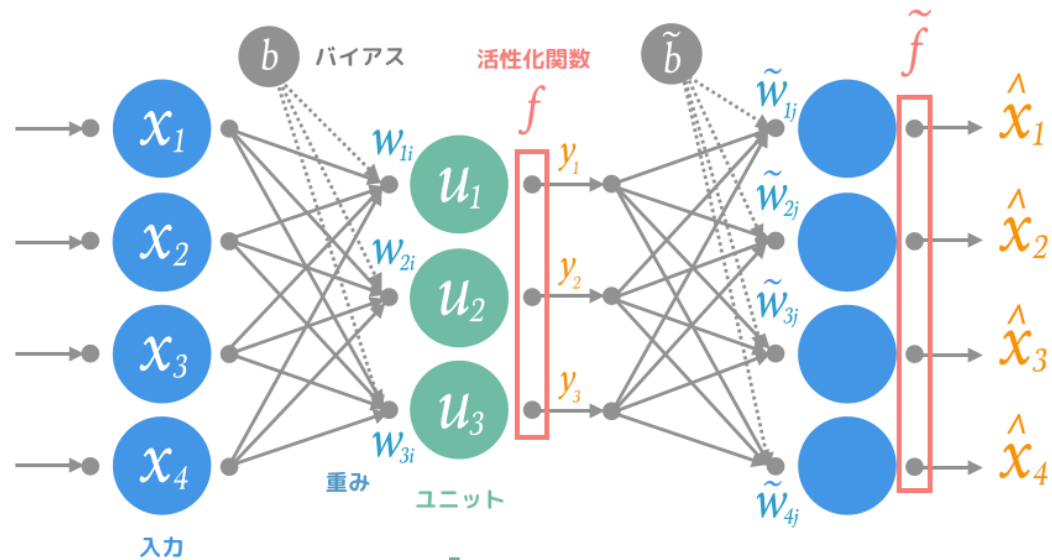 b バイアス
活性化関数
f
b̃
f̃
x₁
x₂
x₃
x₄
入力
w₁ᵢ
w₂ᵢ
w₃ᵢ
重み
u₁
u₂
u₃
ユニット
y₁
y₂
y₃
w̃₁ⱼ
w̃₂ⱼ
w̃₃ⱼ
w̃₄ⱼ
x̂₁
x̂₂
x̂₃
x̂₄